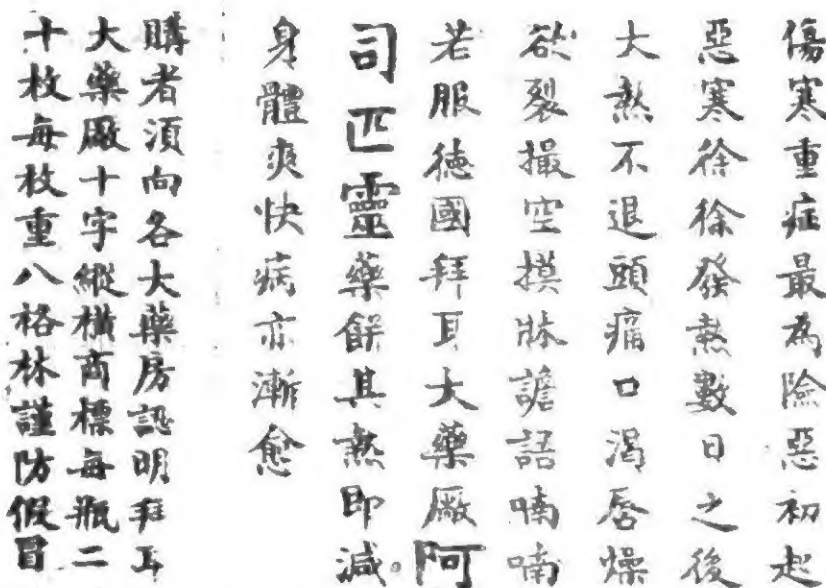 傷寒重症最為險惡初起
惡寒徐徐發熱數日之後
大熱不退頭痛口渴唇燥
欲裂撮空摸牀譫語喃喃
若服德國拜耳大藥廠阿
司匹靈藥餅其熱即減。
身體爽快病亦漸愈
購者須向各大藥房認明拜耳
大藥廠十字縱橫商標每瓶二
十枚每枚重八格林謹防假冒